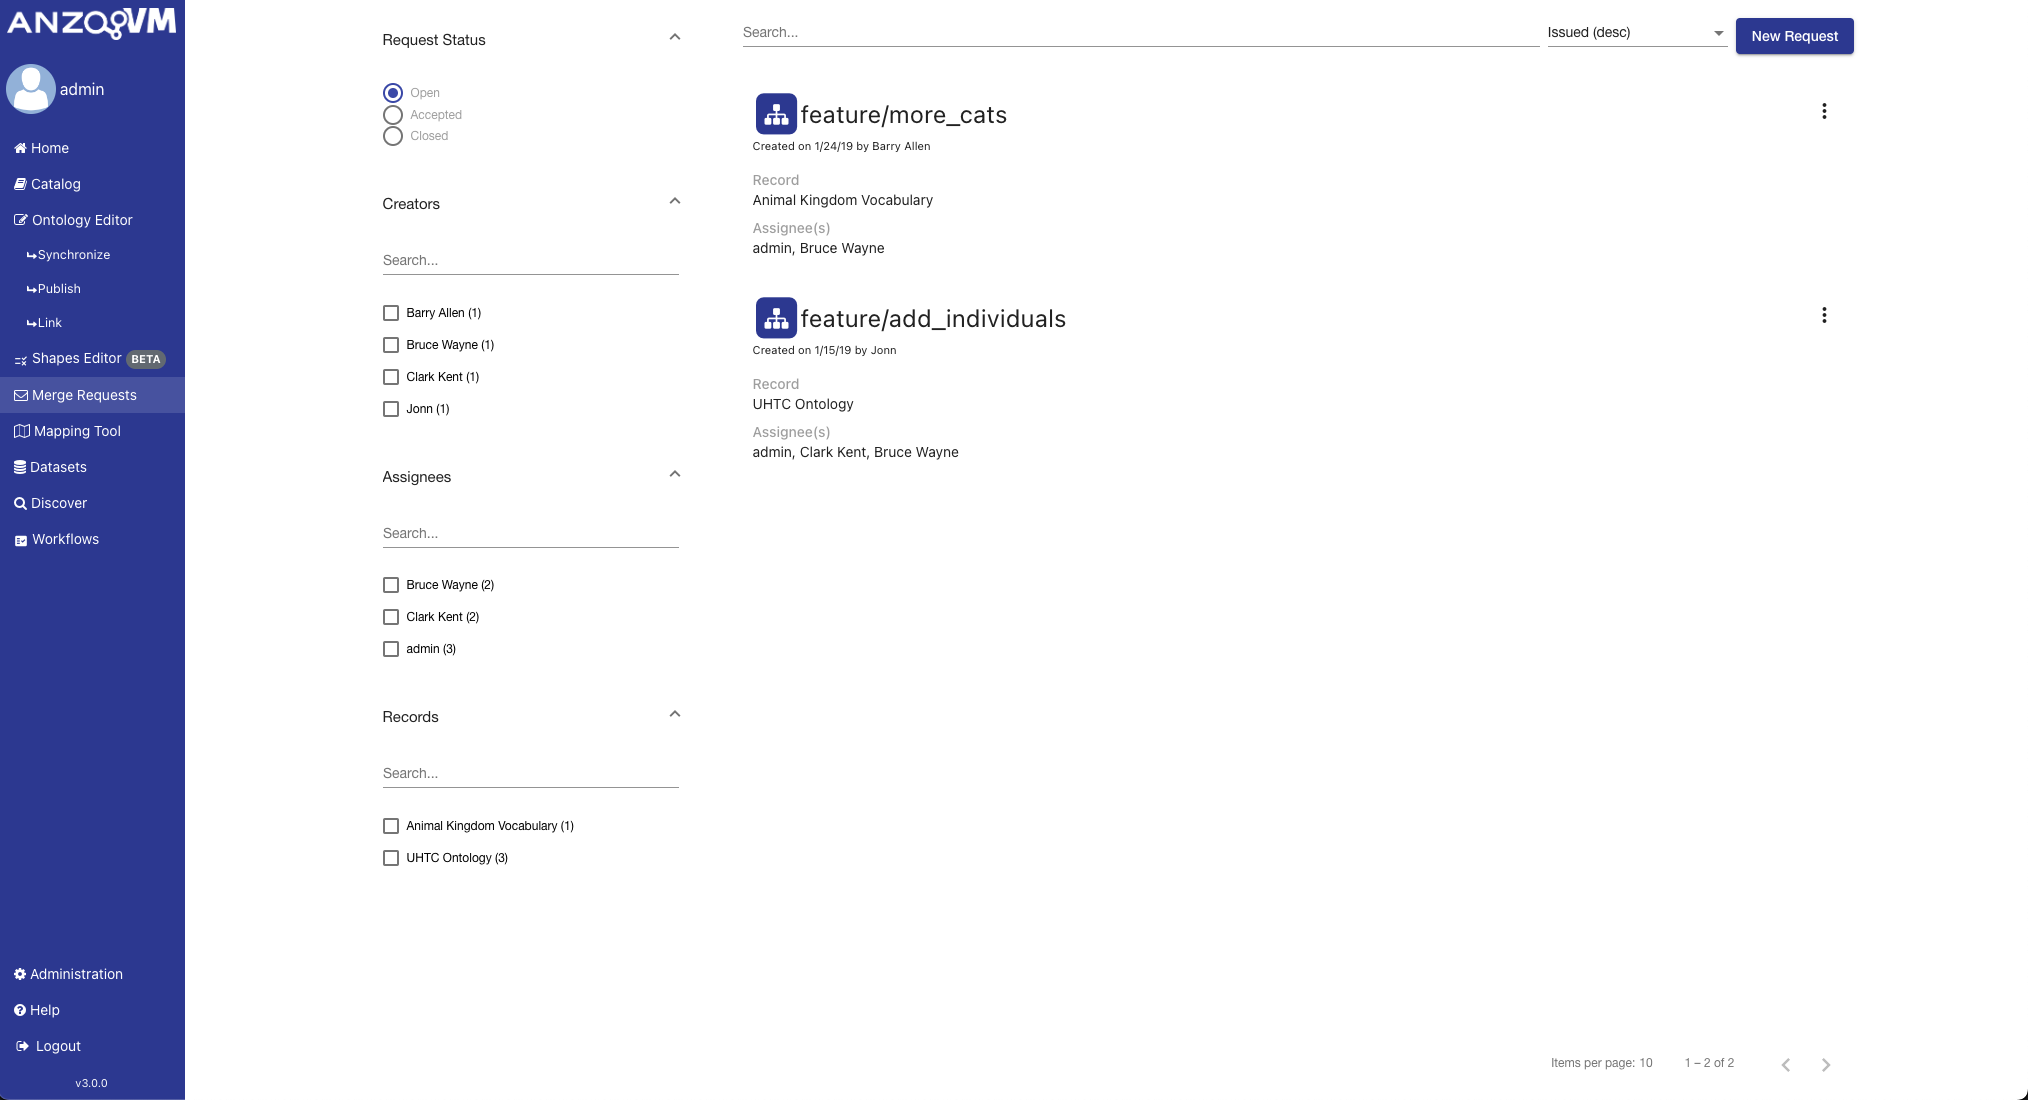 ANZOVM
admin
Home
Catalog
Ontology Editor
Synchronize
Publish
Link
Shapes Editor BETA
Merge Requests
Mapping Tool
Datasets
Discover
Workflows
Administration
Help
Logout
v3.0.0
Request Status
Open
Accepted
Closed
Creators
Search...
Barry Allen (1)
Bruce Wayne (1)
Clark Kent (1)
Jonn (1)
Assignees
Search...
Bruce Wayne (2)
Clark Kent (2)
admin (3)
Records
Search...
Animal Kingdom Vocabulary (1)
UHTC Ontology (3)
Search... Issued (desc) New Request
feature/more_cats
Created on 1/24/19 by Barry Allen
Record
Animal Kingdom Vocabulary
Assignee(s)
admin, Bruce Wayne
feature/add_individuals
Created on 1/15/19 by Jonn
Record
UHTC Ontology
Assignee(s)
admin, Clark Kent, Bruce Wayne
Items per page: 10 1 – 2 of 2